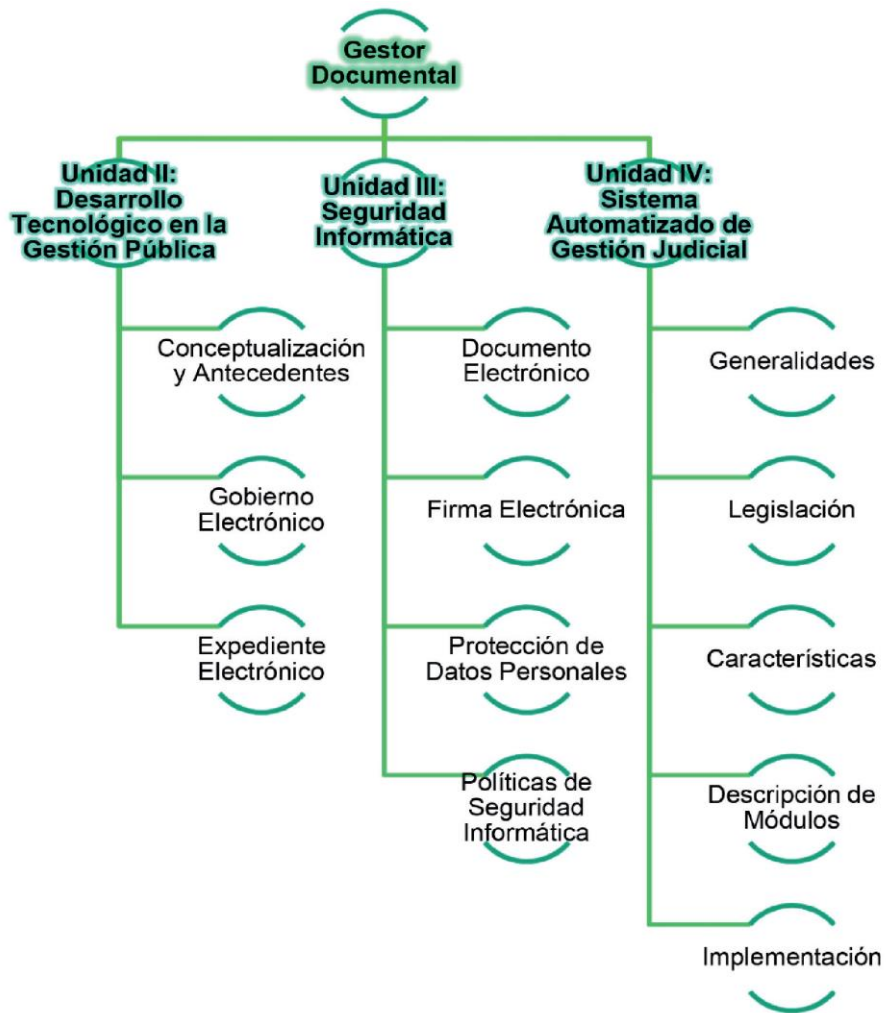 Gestor
Documental
Unidad II:
Desarrollo
Tecnológico en la
Gestión Pública
Unidad III:
Seguridad
Informática
Unidad IV:
Sistema
Automatizado de
Gestión Judicial
Conceptualización
y Antecedentes
Gobierno
Electrónico
Expediente
Electrónico
Documento
Electrónico
Firma Electrónica
Protección de
Datos Personales
Políticas de
Seguridad
Informática
Generalidades
Legislación
Características
Descripción de
Módulos
Implementación